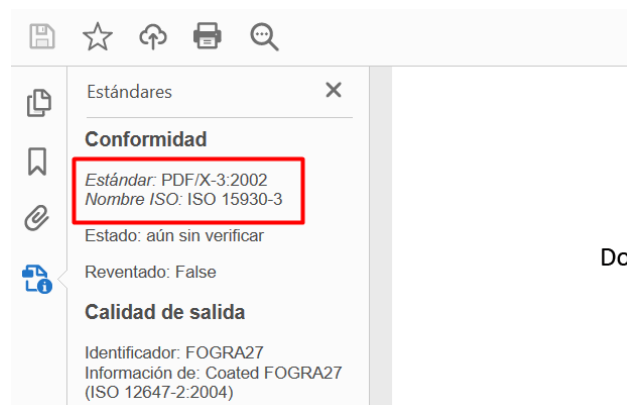 Estándares
Conformidad
Estándar: PDF/X-3:2002
Nombre ISO: ISO 15930-3
Estado: aún sin verificar
Reventado: False
Calidad de salida
Identificador: FOGRA27
Información de: Coated FOGRA27
(ISO 12647-2:2004)
Do